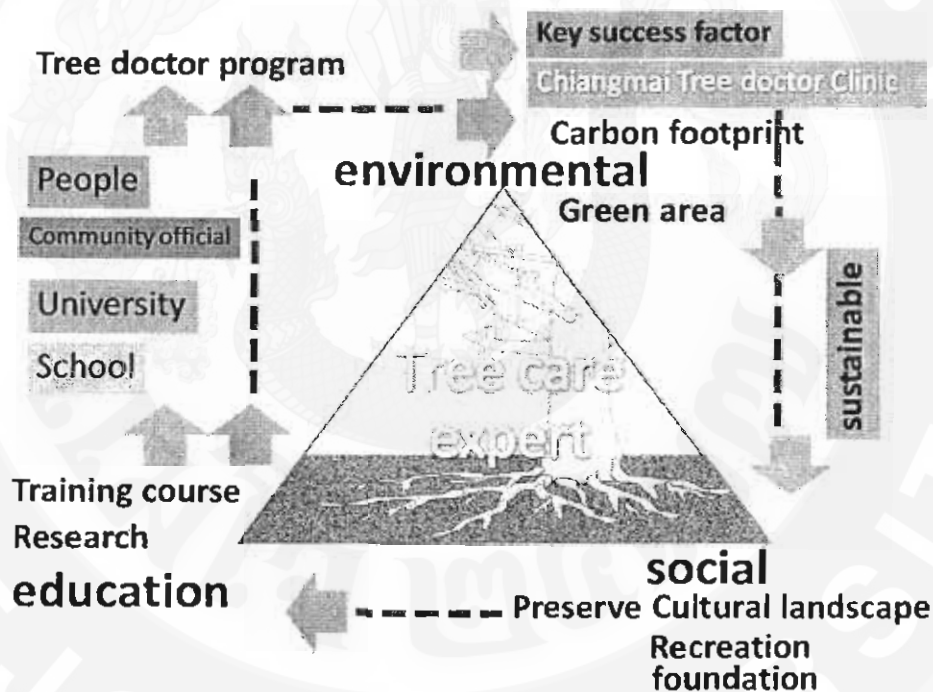 Key success factor
Tree doctor program
Chiangmai Tree doctor Clinic
Carbon footprint
environmental
Green area
People
Community official
University
School
sustainable
Tree care
expert
Training course
Research
education
social
Preserve Cultural landscape
Recreation
foundation